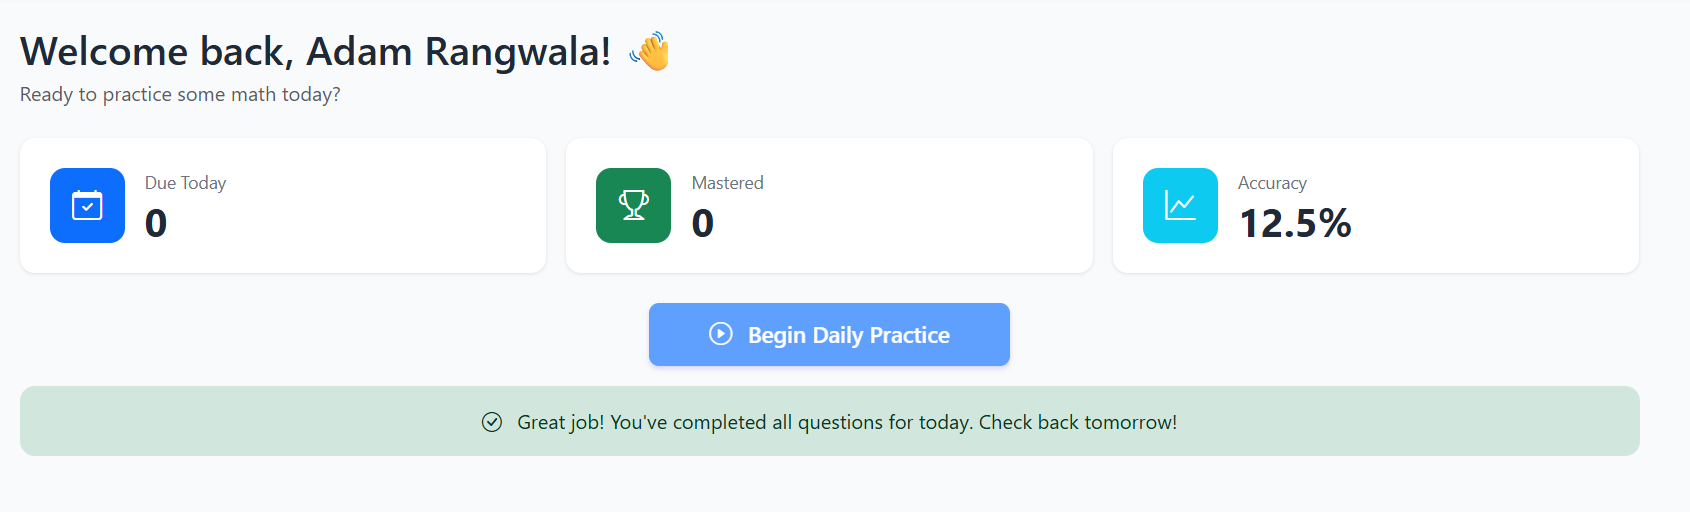 Welcome back, Adam Rangwala! 👋
Ready to practice some math today?
Due Today
0
Mastered
0
Accuracy
12.5%
Begin Daily Practice
Great job! You've completed all questions for today. Check back tomorrow!